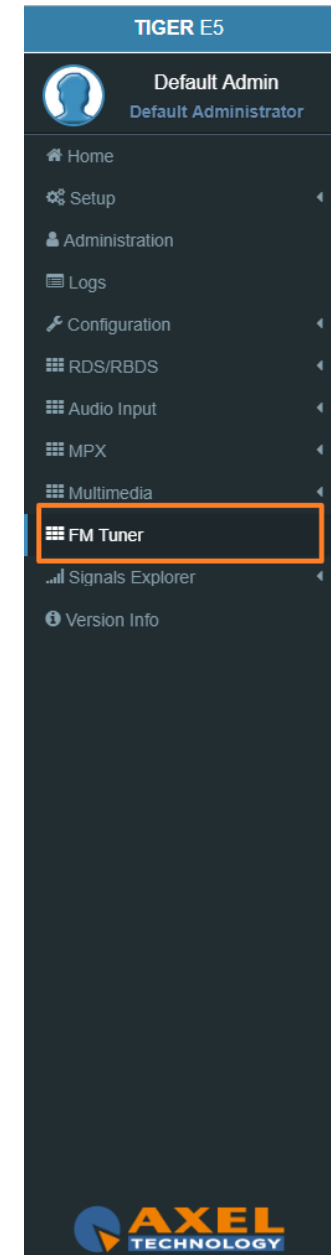 TIGER E5
Default Admin
Default Administrator
Home
Setup
Administration
Logs
Configuration
RDS/RBDS
Audio Input
MPX
Multimedia
FM Tuner
Signals Explorer
Version Info
AXEL
TECHNOLOGY